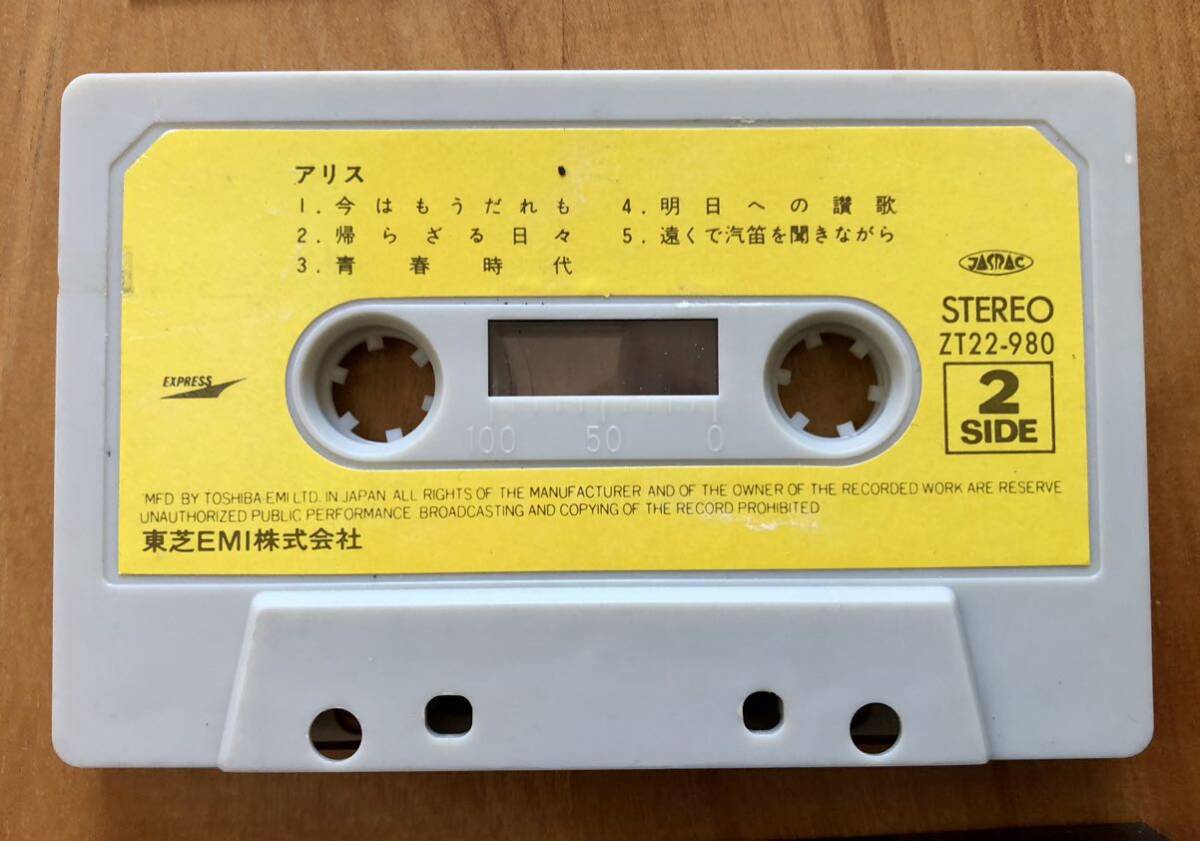 アリス
1. 今はもうだれも
2. 帰らざる日々
3. 青春時代
4. 明日への讃歌
5. 遠くで汽笛を聞きながら
JASRAC
STEREO
ZT22-980
2
SIDE
EXPRESS
100 50 0
MFD BY TOSHIBA-EMI LTD. IN JAPAN ALL RIGHTS OF THE MANUFACTURER AND OF THE OWNER OF THE RECORDED WORK ARE RESERVE
UNAUTHORIZED PUBLIC PERFORMANCE BROADCASTING AND COPYING OF THE RECORD PROHIBITED
東芝EMI株式会社